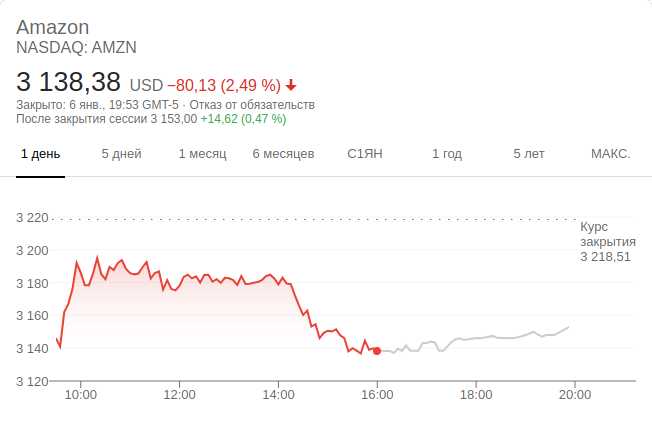 Amazon
NASDAQ: AMZN
3 138,38 USD −80,13 (2,49 %)
Закрыто: 6 янв., 19:53 GMT-5 · Отказ от обязательств
После закрытия сессии 3 153,00 +14,62 (0,47 %)
1 день 5 дней 1 месяц 6 месяцев С1ЯН 1 год 5 лет МАКС.
3 220
Курс
закрытия
3 218,51
3 200
3 180
3 160
3 140
3 120
10:00 12:00 14:00 16:00 18:00 20:00